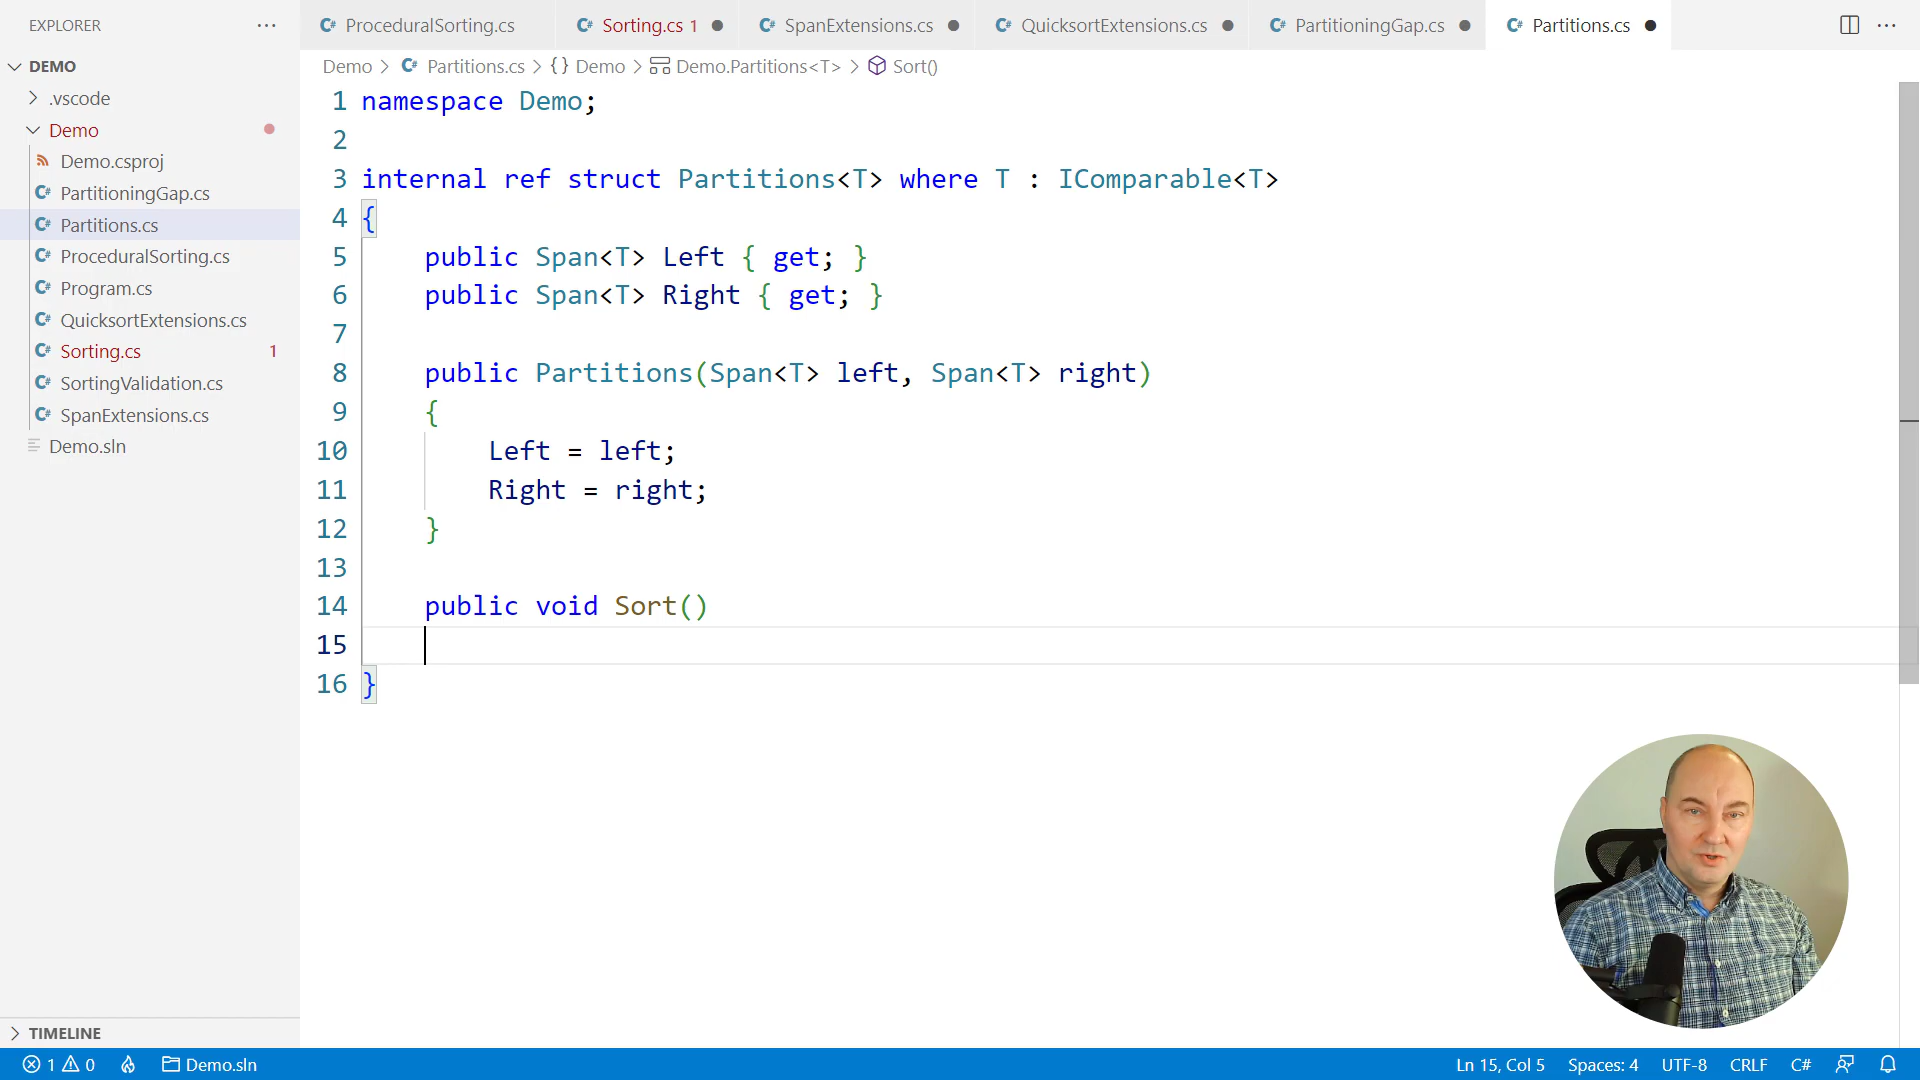 EXPLORER
DEMO
.vscode
Demo
Demo.csproj
PartitioningGap.cs
Partitions.cs
ProceduralSorting.cs
Program.cs
QuicksortExtensions.cs
Sorting.cs 1
SortingValidation.cs
SpanExtensions.cs
Demo.sln
TIMELINE
ProceduralSorting.cs
Sorting.cs 1
SpanExtensions.cs
QuicksortExtensions.cs
PartitioningGap.cs
Partitions.cs
Demo > Partitions.cs > {} Demo > Demo.Partitions<T> > Sort()
1 namespace Demo;
2
3 internal ref struct Partitions<T> where T : IComparable<T>
4 {
5 public Span<T> Left { get; }
6 public Span<T> Right { get; }
7
8 public Partitions(Span<T> left, Span<T> right)
9 {
10 Left = left;
11 Right = right;
12 }
13
14 public void Sort()
15
16 }
1 0 Demo.sln
Ln 15, Col 5 Spaces: 4 UTF-8 CRLF C#